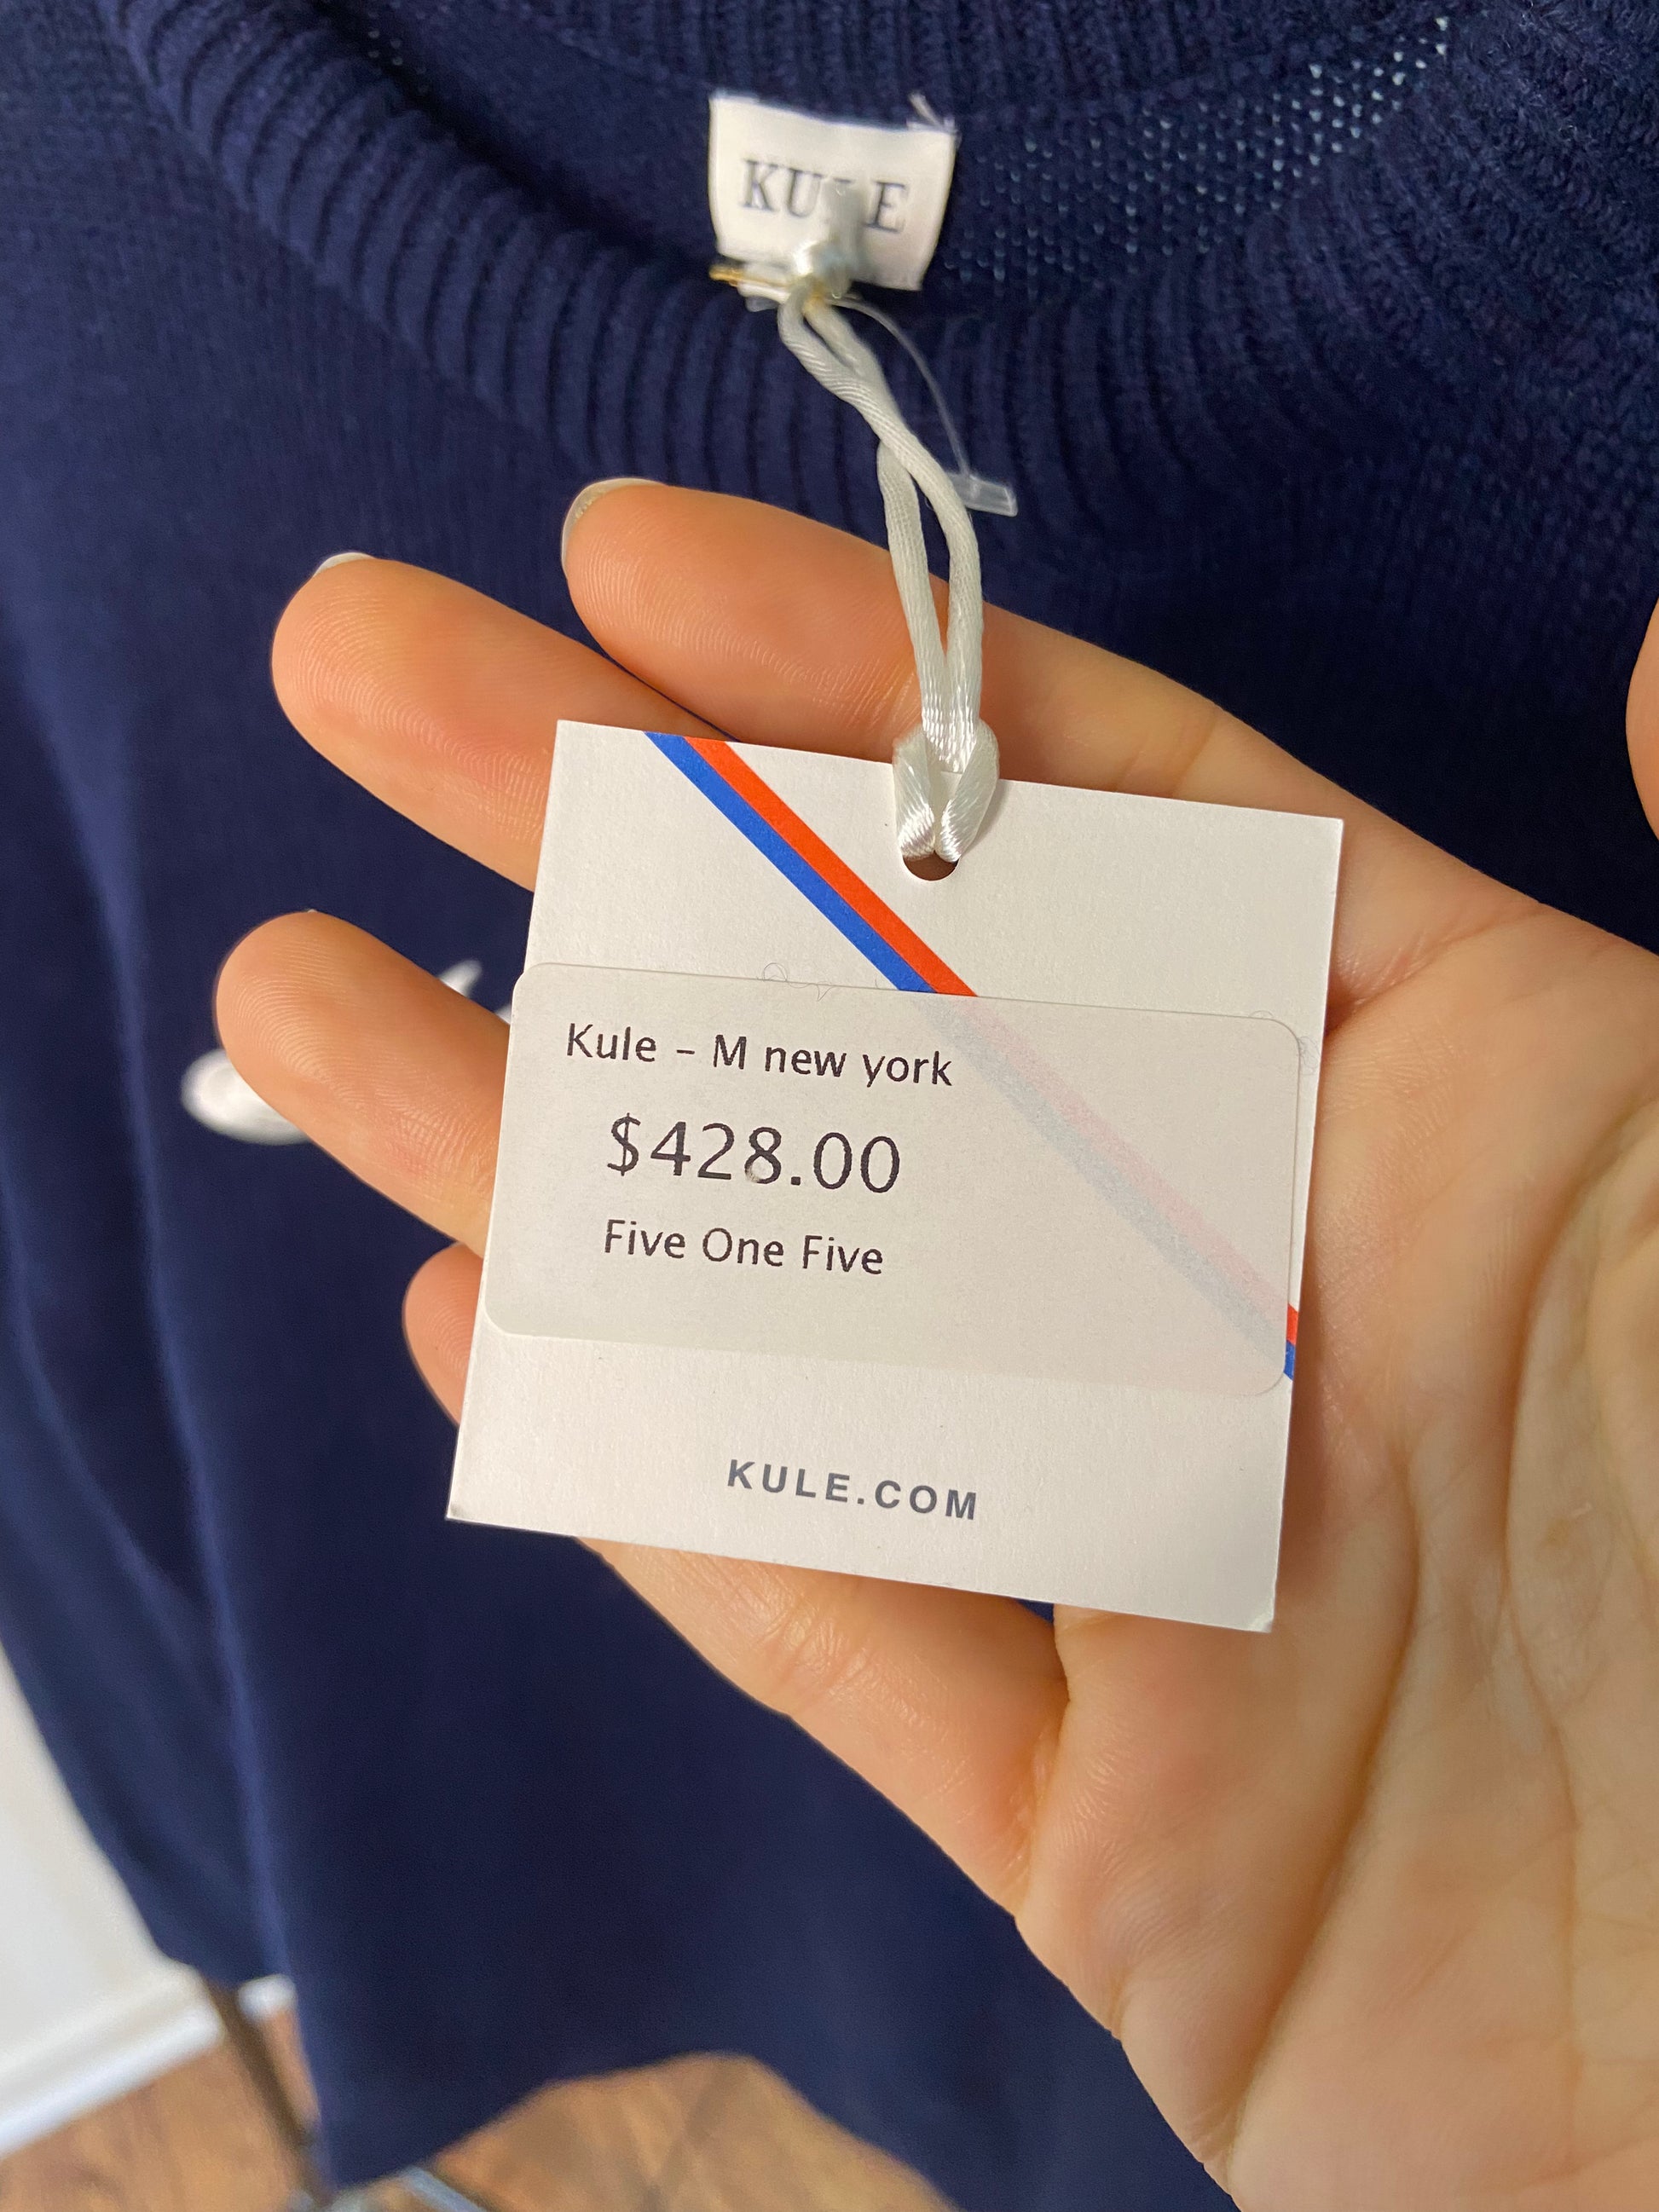 KULE
Kule – M new york
$428.00
Five One Five
KULE.COM